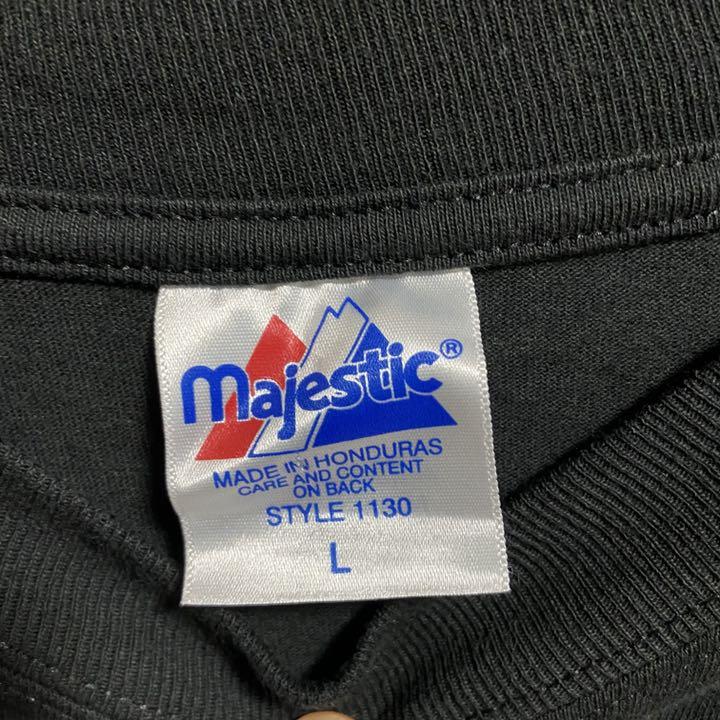 majestic®
MADE IN HONDURAS
CARE AND CONTENT
ON BACK
STYLE 1130
L